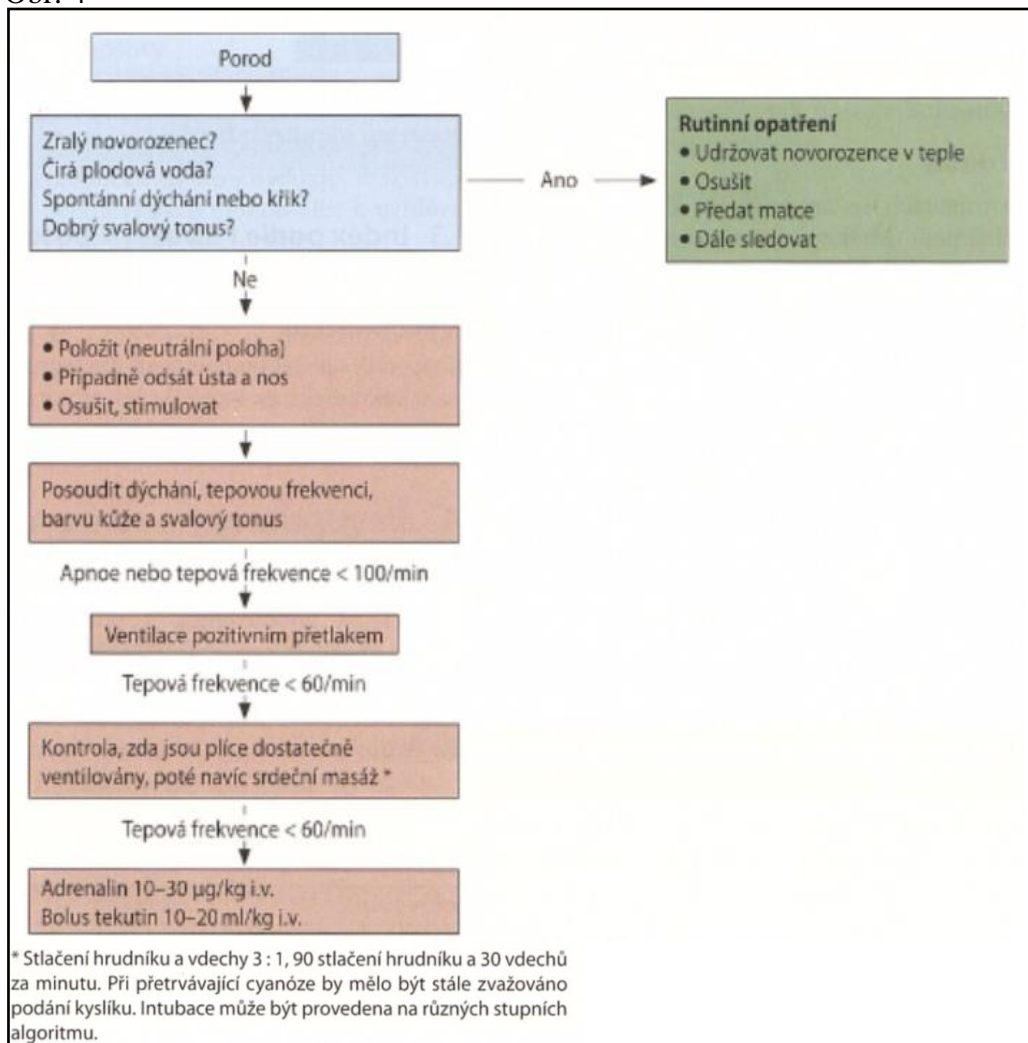 Porod
Zralý novorozenec?
Čirá plodová voda?
Spontánní dýchání nebo křik?
Dobrý svalový tonus?
Ano
Rutinní opatření
• Udržovat novorozence v teple
• Osušit
• Předat matce
• Dále sledovat
Ne
• Položit (neutrální poloha)
• Případně odsát ústa a nos
• Osušit, stimulovat
Posoudit dýchání, tepovou frekvenci,
barvu kůže a svalový tonus
Apnoe nebo tepová frekvence < 100/min
Ventilace pozitivním přetlakem
Tepová frekvence < 60/min
Kontrola, zda jsou plíce dostatečně
ventilovány, poté navíc srdeční masáž *
Tepová frekvence < 60/min
Adrenalin 10–30 µg/kg i.v.
Bolus tekutin 10–20 ml/kg i.v.
* Stlačení hrudníku a vdechy 3 : 1, 90 stlačení hrudníku a 30 vdechů
za minutu. Při přetrvávající cyanóze by mělo být stále zvažováno
podání kyslíku. Intubace může být provedena na různých stupních
algoritmu.